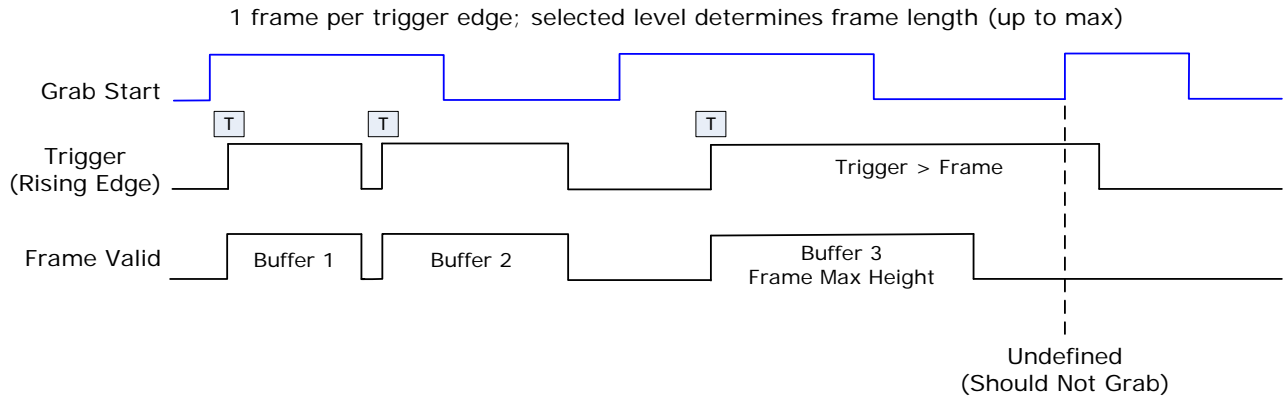 1 frame per trigger edge; selected level determines frame length (up to max)
Grab Start
T
T
T
Trigger
(Rising Edge)
Trigger > Frame
Frame Valid
Buffer 1
Buffer 2
Buffer 3
Frame Max Height
Undefined
(Should Not Grab)